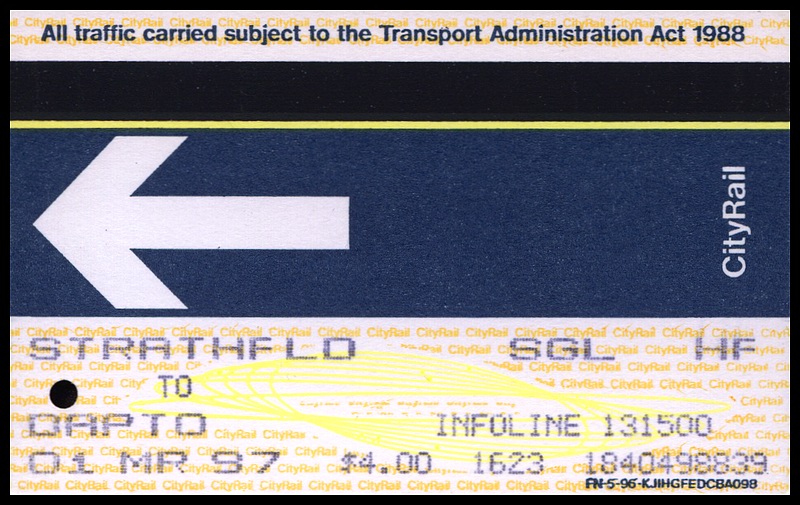 All traffic carried subject to the Transport Administration Act 1988
CityRail
STRATHFLD SGL HF
TO
DAPTO INFOLINE 131500
01 MR 97 *4.00 1623
FN-5-96-KJIHGFEDCBA098